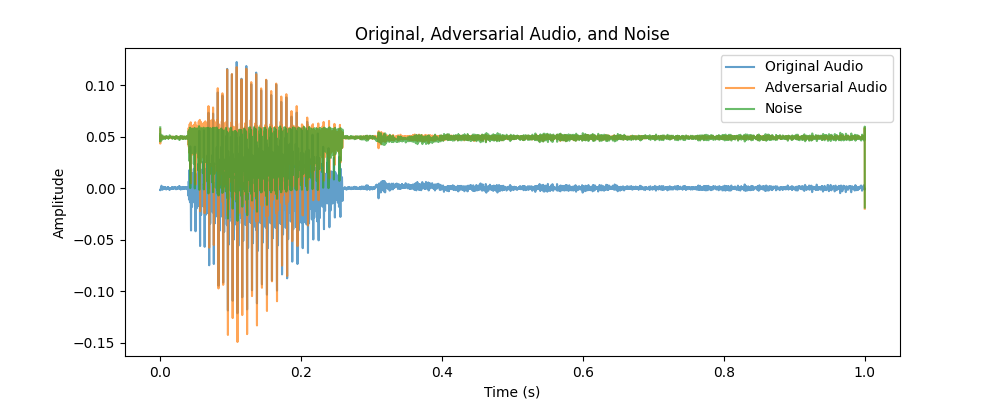 Original, Adversarial Audio, and Noise
Original Audio
Adversarial Audio
Noise
0.10
0.05
0.00
−0.05
−0.10
−0.15
Amplitude
0.0
0.2
0.4
0.6
0.8
1.0
Time (s)